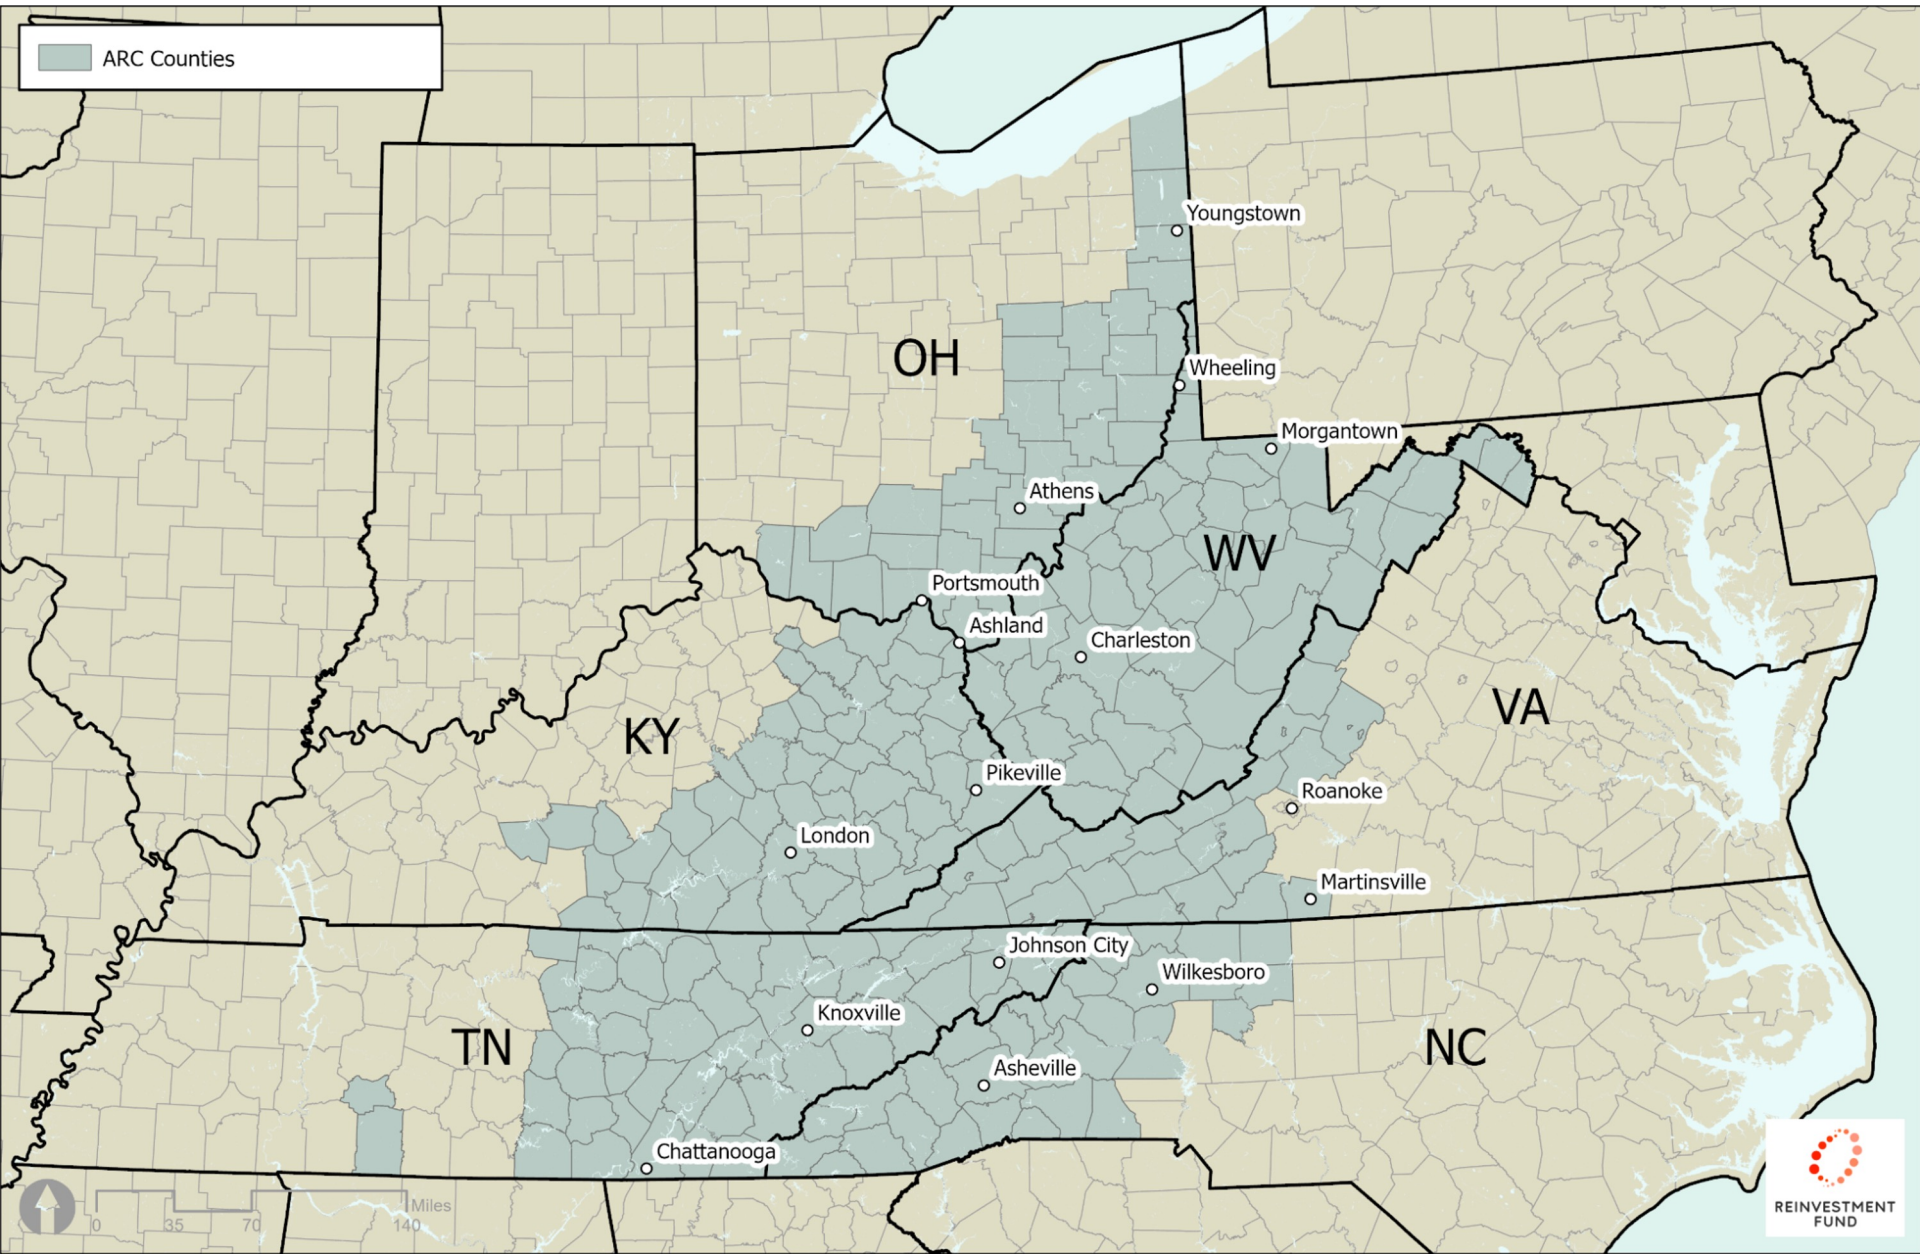 ARC Counties
Youngstown
OH
Wheeling
Morgantown
Athens
WV
Portsmouth
Ashland
Charleston
VA
KY
Pikeville
Roanoke
London
Martinsville
Johnson City
Wilkesboro
Knoxville
TN
NC
Asheville
Chattanooga
Miles
0 35 70 140
REINVESTMENT
FUND